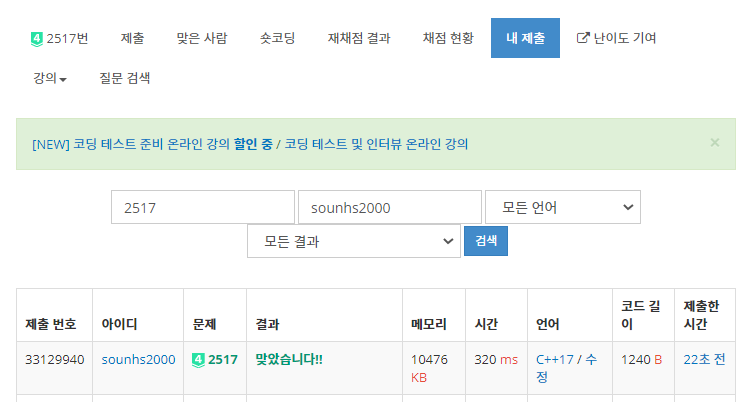 4 2517번 제출 맞은 사람 숏코딩 재채점 결과 채점 현황 내 제출 난이도 기여
강의 질문 검색
[NEW] 코딩 테스트 준비 온라인 강의 할인 중 / 코딩 테스트 및 인터뷰 온라인 강의 ×
2517 sounhs2000 모든 언어
모든 결과 검색
제출 번호 아이디 문제 결과 메모리 시간 언어 코드 길이 제출한 시간
33129940 sounhs2000 4 2517 맞았습니다!! 10476 KB 320 ms C++17 / 수정 1240 B 22초 전